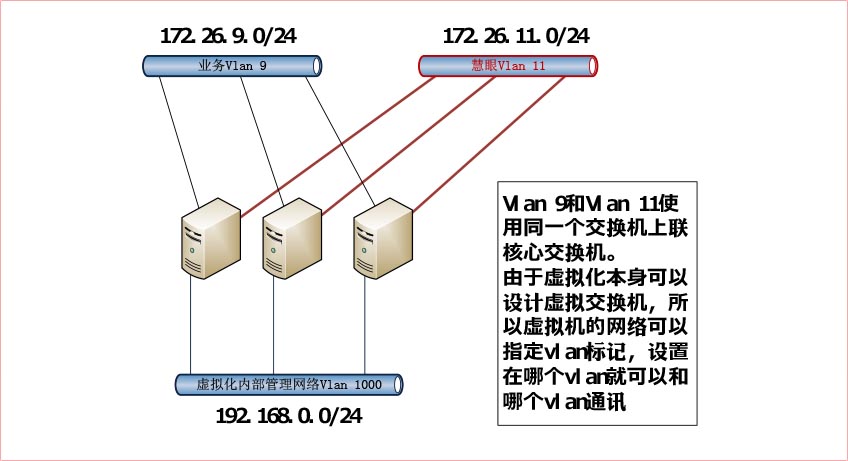 172.26.9.0/24
172.26.11.0/24
业务Vlan 9
慧眼Vlan 11
Vlan 9和Vlan 11使
用同一个交换机上联
核心交换机。
由于虚拟化本身可以
设计虚拟交换机，所
以虚拟机的网络可以
指定vlan标记，设置
在哪个vlan就可以和
哪个vlan通讯
虚拟化内部管理网络Vlan 1000
192.168.0.0/24